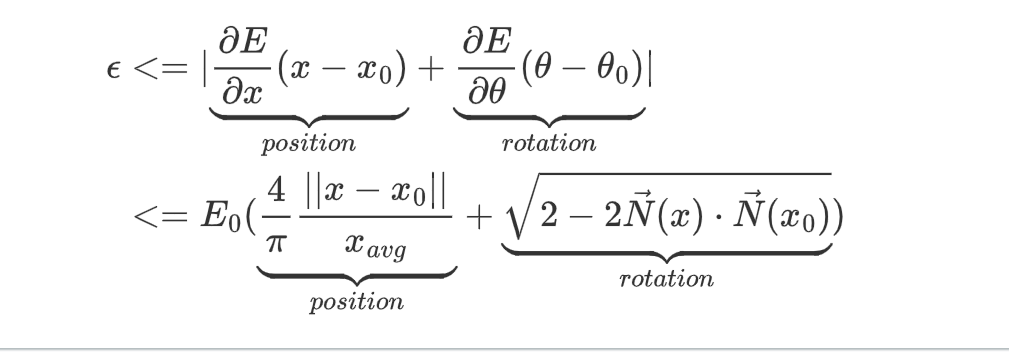 ϵ <= |∂E/∂x (x − x₀) + ∂E/∂θ (θ − θ₀)|
position rotation
<= E₀(4/π ||x − x₀||/x_avg + √(2 − 2N⃗(x) · N⃗(x₀)))
position rotation